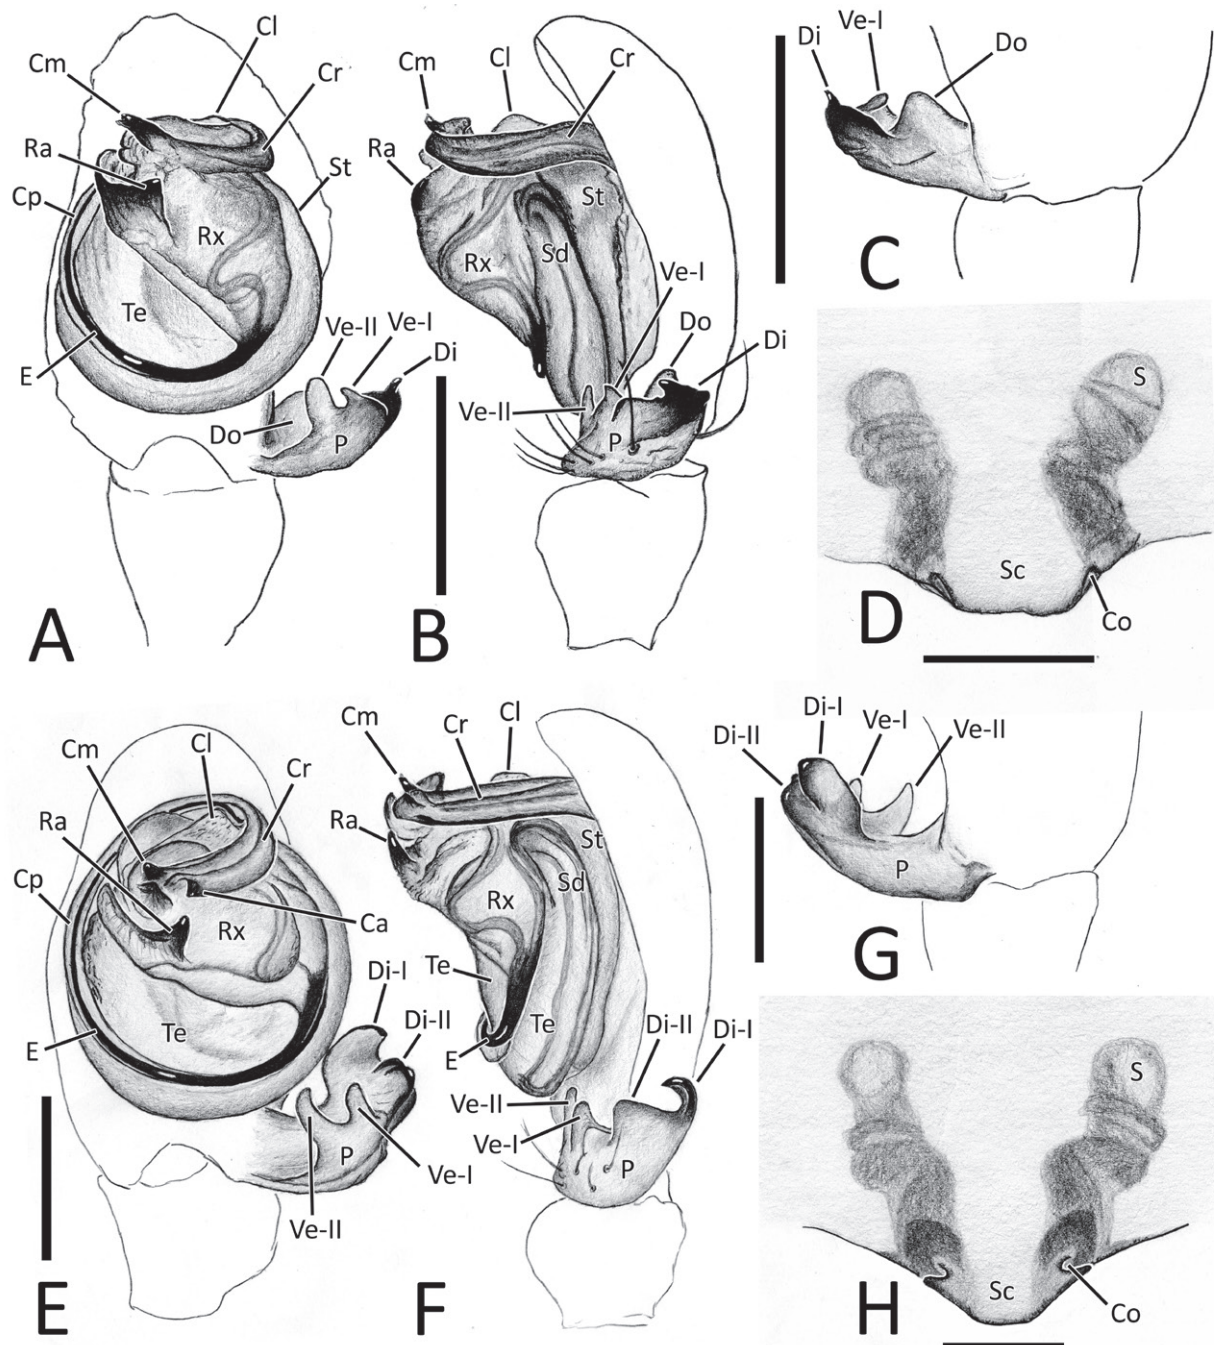 Cl
Cm
Cr
Ra
St
Cp
Rx
Te
Ve-II
Ve-I
Di
E
Do
P
A
Cm
Cl
Cr
Ra
St
Rx
Sd
Ve-I
Do
Di
Ve-II
P
B
Di
Ve-I
Do
C
S
Sc
Co
D
Cm
Cl
Cr
Ra
Cp
Ca
Rx
Di-I
Di-II
Te
E
P
Ve-I
Ve-II
E
Cm
Cr
Cl
Ra
St
Sd
Rx
Te
Te
Di-II
Di-I
E
Ve-II
Ve-I
P
F
Di-I
Di-II
Ve-I
Ve-II
P
G
S
Sc
Co
H